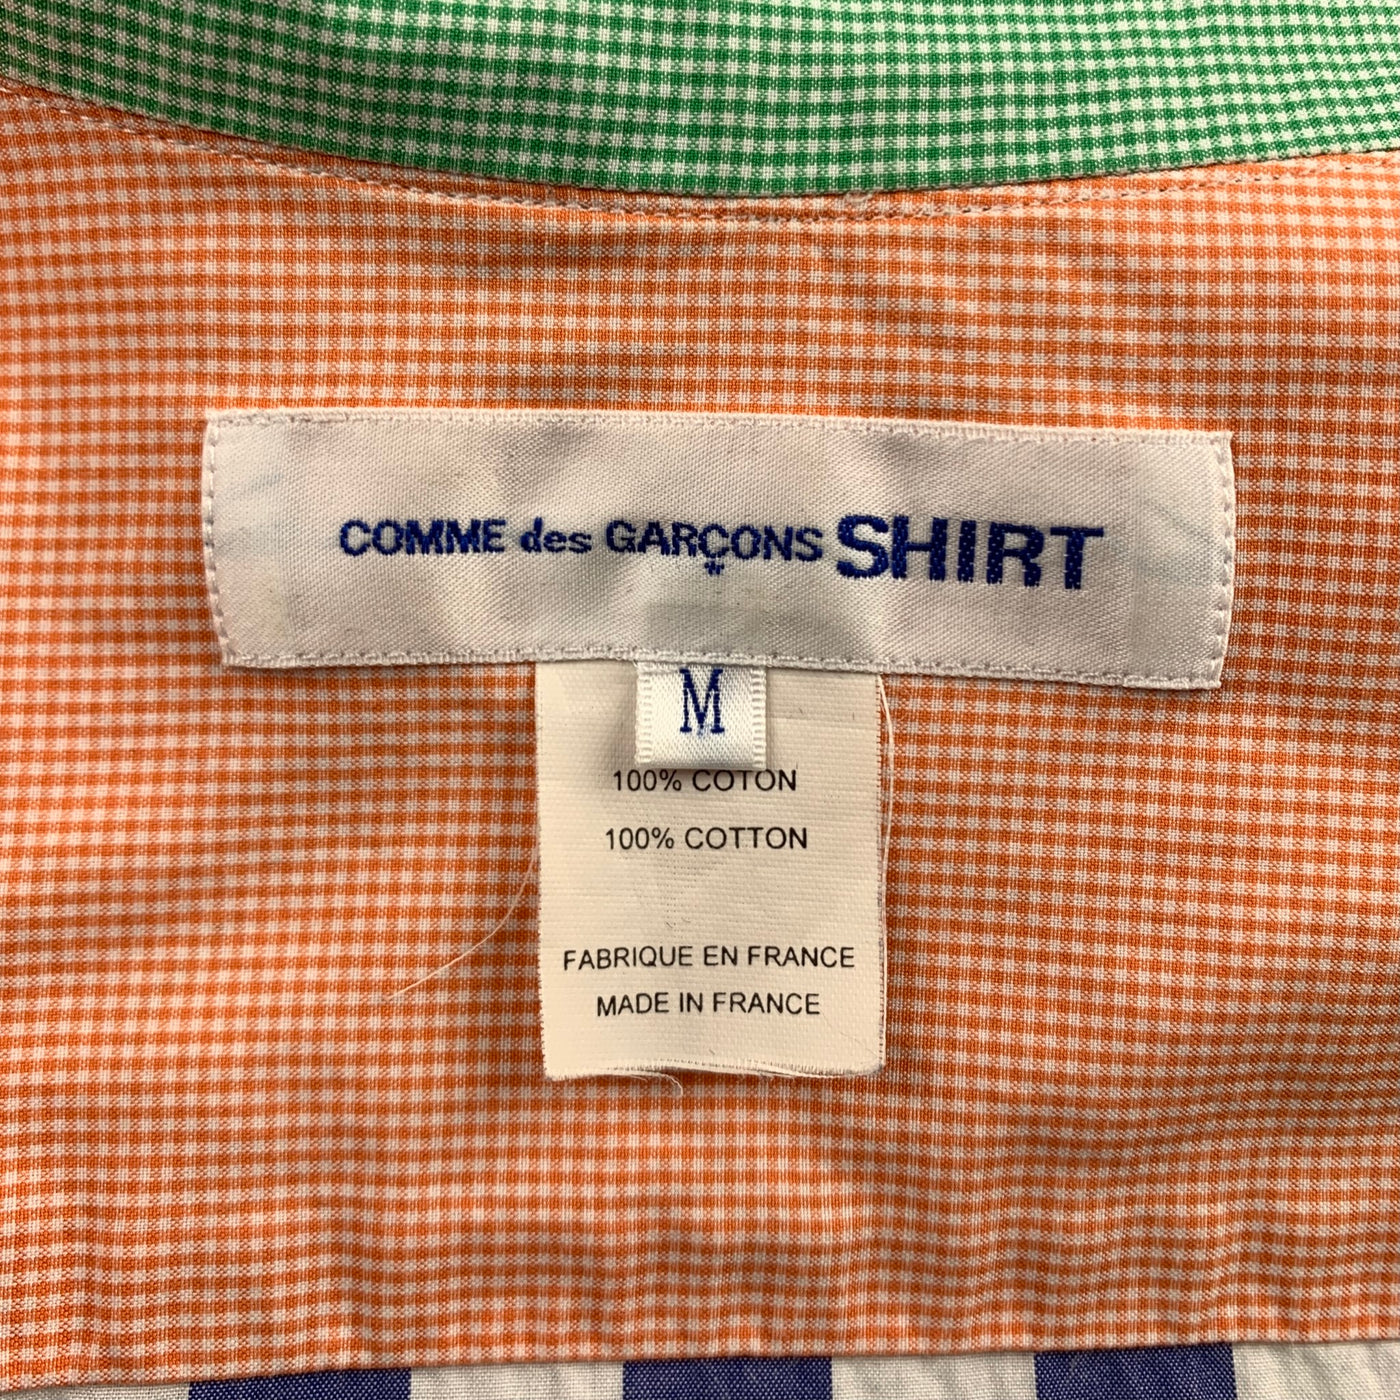 COMME des GARÇONS SHIRT
M
100% COTON
100% COTTON
FABRIQUE EN FRANCE
MADE IN FRANCE